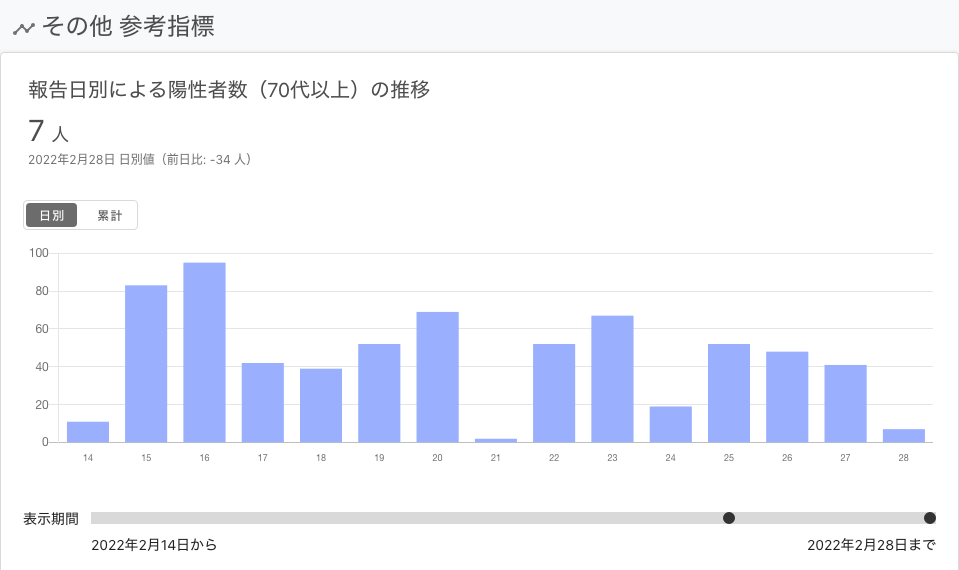 その他 参考指標
報告日別による陽性者数（70代以上）の推移
7 人
2022年2月28日 日別値（前日比: -34 人）
日別 累計
100
80
60
40
20
0
14 15 16 17 18 19 20 21 22 23 24 25 26 27 28
表示期間
2022年2月14日から 2022年2月28日まで